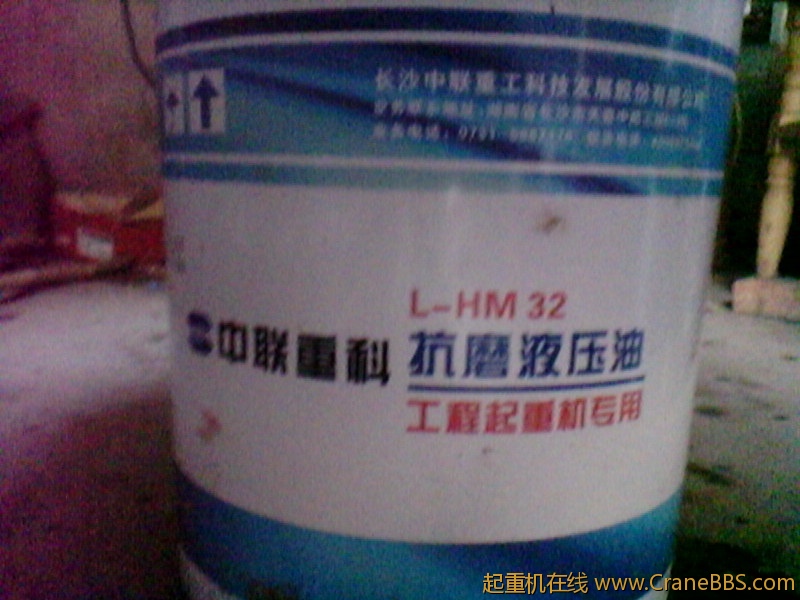 长沙中联重工科技发展股份有限公司
L-HM 32
中联重科 抗磨液压油
工程起重机专用
起重机在线 www.CraneBBS.com